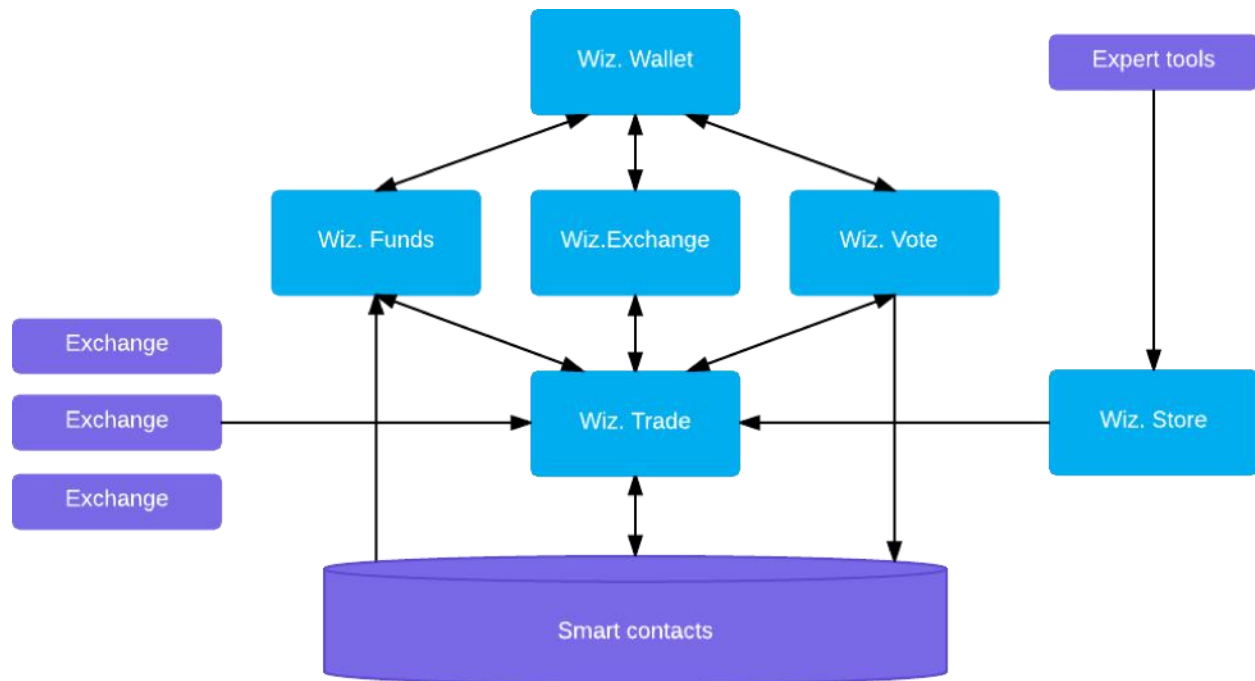 Wiz. Wallet
Expert tools
Wiz. Funds
Wiz.Exchange
Wiz. Vote
Exchange
Exchange
Wiz. Trade
Wiz. Store
Exchange
Smart contacts